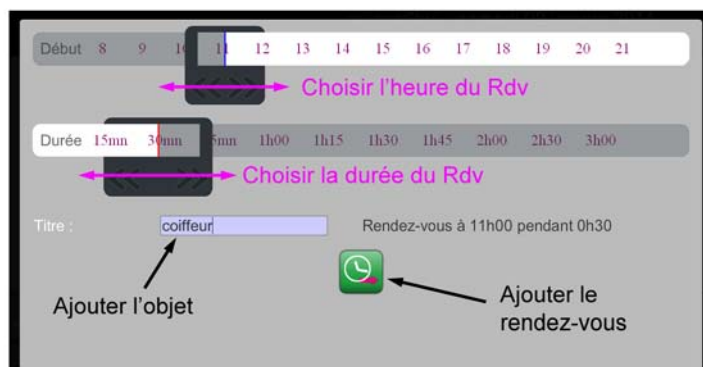 Début 8 9 10 11 12 13 14 15 16 17 18 19 20 21
Choisir l'heure du Rdv
Durée 15mn 30mn 5mn 1h00 1h15 1h30 1h45 2h00 2h30 3h00
Choisir la durée du Rdv
Titre : coiffeur Rendez-vous à 11h00 pendant 0h30
Ajouter l'objet
Ajouter le
rendez-vous